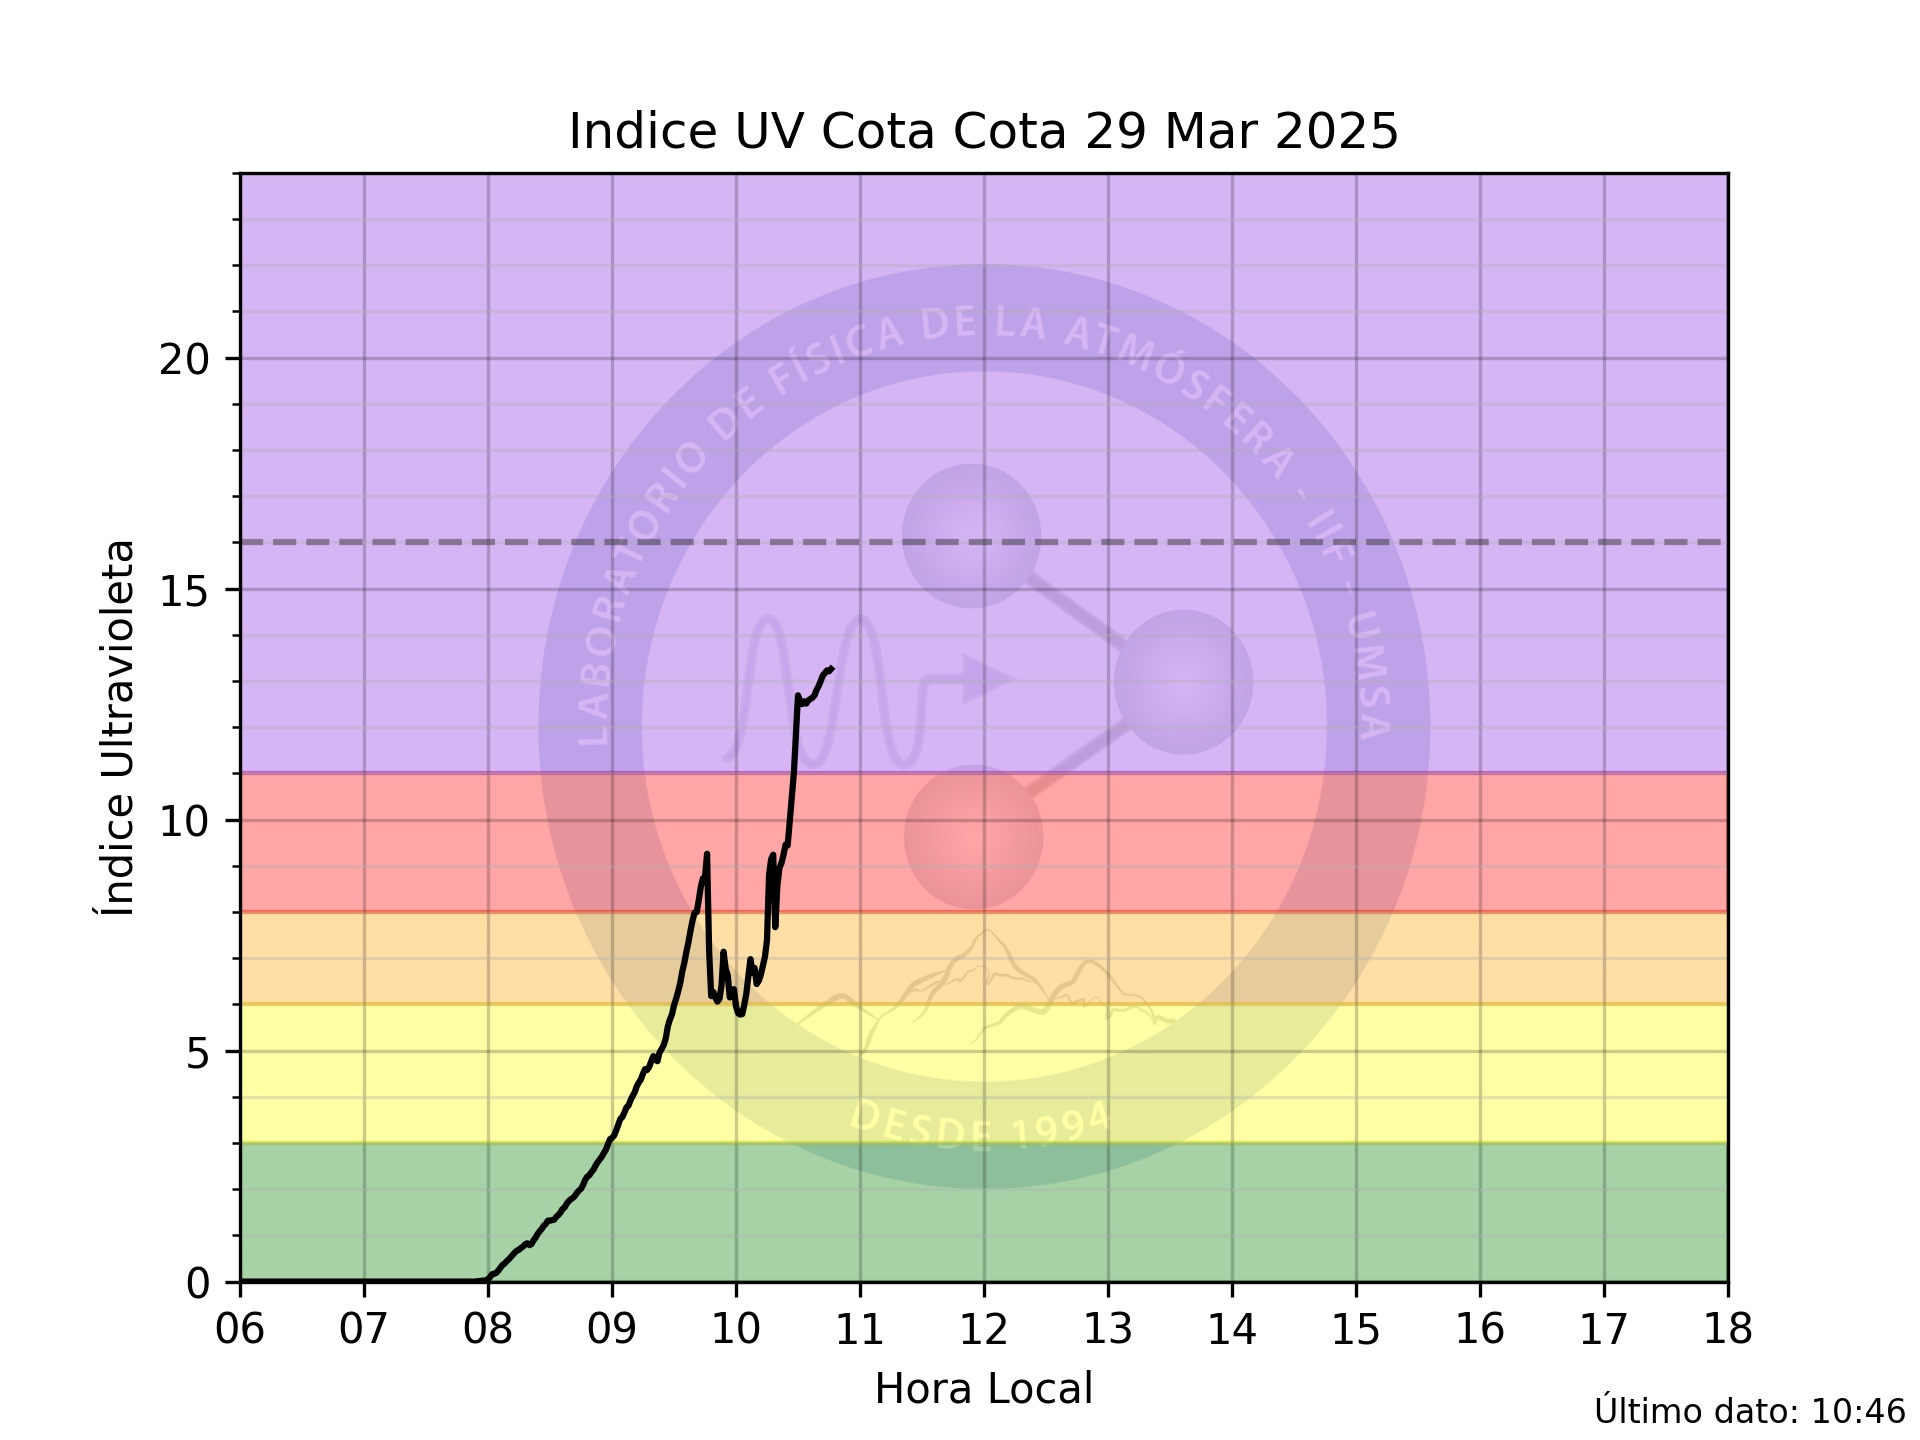 Indice UV Cota Cota 29 Mar 2025
LABORATORIO DE FÍSICA DE LA ATMÓSFERA - IIF - UMSA
DESDE 1994
Índice Ultravioleta
20
15
10
5
0
06 07 08 09 10 11 12 13 14 15 16 17 18
Hora Local
Último dato: 10:46